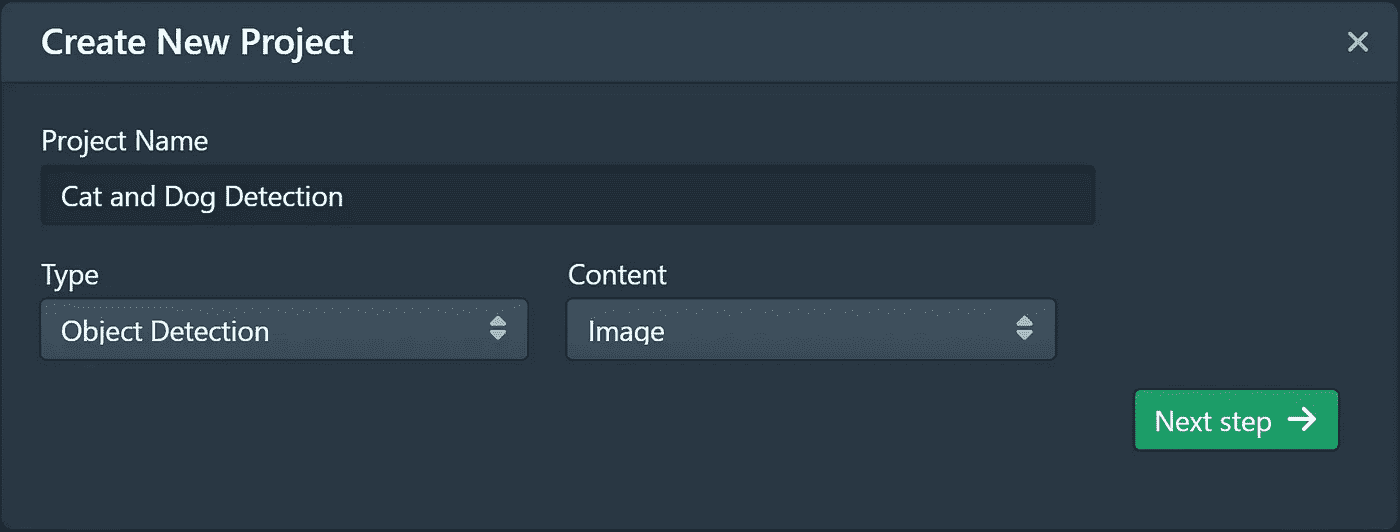 Create New Project
Project Name
Cat and Dog Detection
Type
Content
Object Detection
Image
Next step